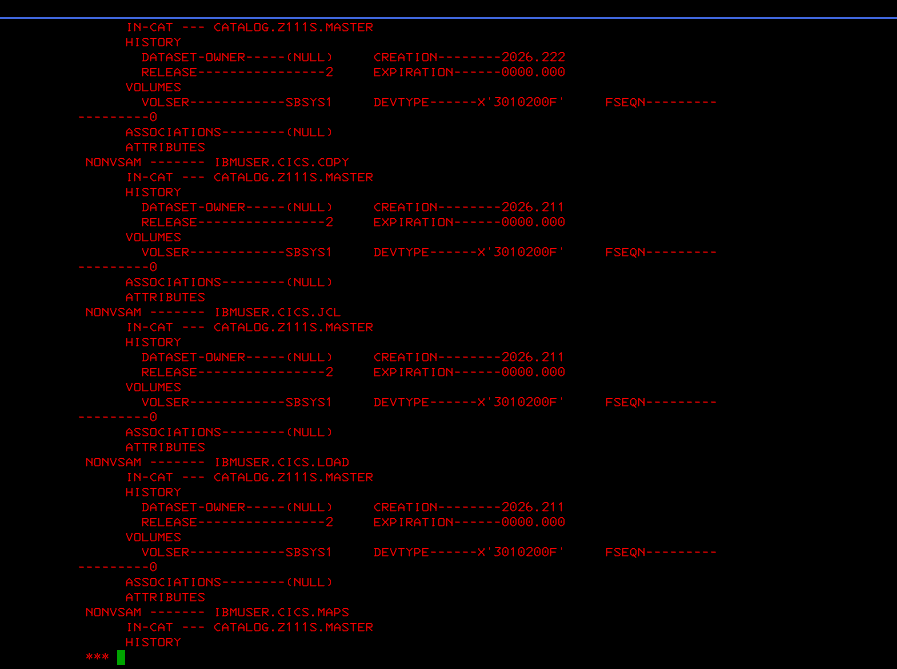 IN-CAT --- CATALOG.Z111S.MASTER
HISTORY
DATASET-OWNER-----(NULL)     CREATION--------2026.222
RELEASE----------------2     EXPIRATION------0000.000
VOLUMES
VOLSER------------SBSYS1     DEVTYPE------X'3010200F'     FSEQN---------
---------0
ASSOCIATIONS--------(NULL)
ATTRIBUTES
NONVSAM ------- IBMUSER.CICS.COPY
IN-CAT --- CATALOG.Z111S.MASTER
HISTORY
DATASET-OWNER-----(NULL)     CREATION--------2026.211
RELEASE----------------2     EXPIRATION------0000.000
VOLUMES
VOLSER------------SBSYS1     DEVTYPE------X'3010200F'     FSEQN---------
---------0
ASSOCIATIONS--------(NULL)
ATTRIBUTES
NONVSAM ------- IBMUSER.CICS.JCL
IN-CAT --- CATALOG.Z111S.MASTER
HISTORY
DATASET-OWNER-----(NULL)     CREATION--------2026.211
RELEASE----------------2     EXPIRATION------0000.000
VOLUMES
VOLSER------------SBSYS1     DEVTYPE------X'3010200F'     FSEQN---------
---------0
ASSOCIATIONS--------(NULL)
ATTRIBUTES
NONVSAM ------- IBMUSER.CICS.LOAD
IN-CAT --- CATALOG.Z111S.MASTER
HISTORY
DATASET-OWNER-----(NULL)     CREATION--------2026.211
RELEASE----------------2     EXPIRATION------0000.000
VOLUMES
VOLSER------------SBSYS1     DEVTYPE------X'3010200F'     FSEQN---------
---------0
ASSOCIATIONS--------(NULL)
ATTRIBUTES
NONVSAM ------- IBMUSER.CICS.MAPS
IN-CAT --- CATALOG.Z111S.MASTER
HISTORY
***